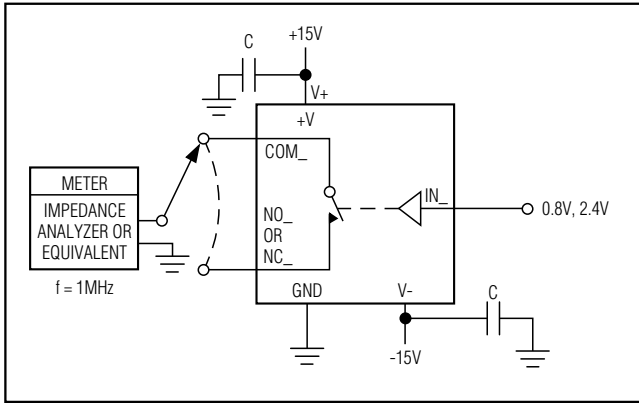 +15V
C
V+
+V
COM_
METER
IMPEDANCE
ANALYZER OR
EQUIVALENT
f = 1MHz
NO_
OR
NC_
IN_
0.8V, 2.4V
GND
V-
C
-15V